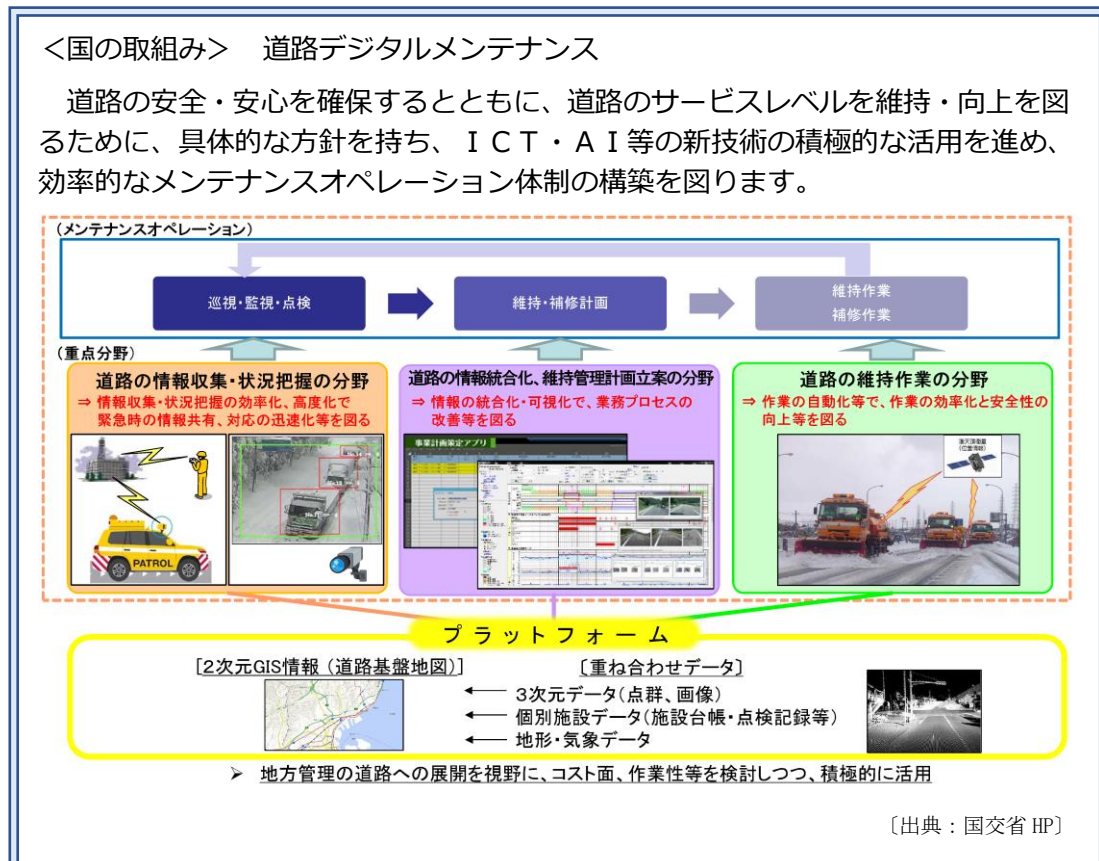 ＜国の取組み＞　道路デジタルメンテナンス
道路の安全・安心を確保するとともに、道路のサービスレベルを維持・向上を図
るために、具体的な方針を持ち、ＩＣＴ・ＡＩ等の新技術の積極的な活用を進め、
効率的なメンテナンスオペレーション体制の構築を図ります。
(メンテナンスオペレーション)
巡視・監視・点検
維持・補修計画
維持作業
補修作業
(重点分野)
道路の情報収集・状況把握の分野
⇒ 情報収集・状況把握の効率化、高度化で
緊急時の情報共有、対応の迅速化等を図る
PATROL
道路の情報統合化、維持管理計画立案の分野
⇒ 情報の統合化・可視化で、業務プロセスの
改善等を図る
事業計画策定アプリ
道路の維持作業の分野
⇒ 作業の自動化等で、作業の効率化と安全性の
向上等を図る
準天頂衛星
(位置情報)
プラットフォーム
[2次元GIS情報（道路基盤地図）]
[重ね合わせデータ]
← 3次元データ(点群、画像)
← 個別施設データ(施設台帳・点検記録等)
← 地形・気象データ
➢ 地方管理の道路への展開を視野に、コスト面、作業性等を検討しつつ、積極的に活用
〔出典：国交省 HP〕